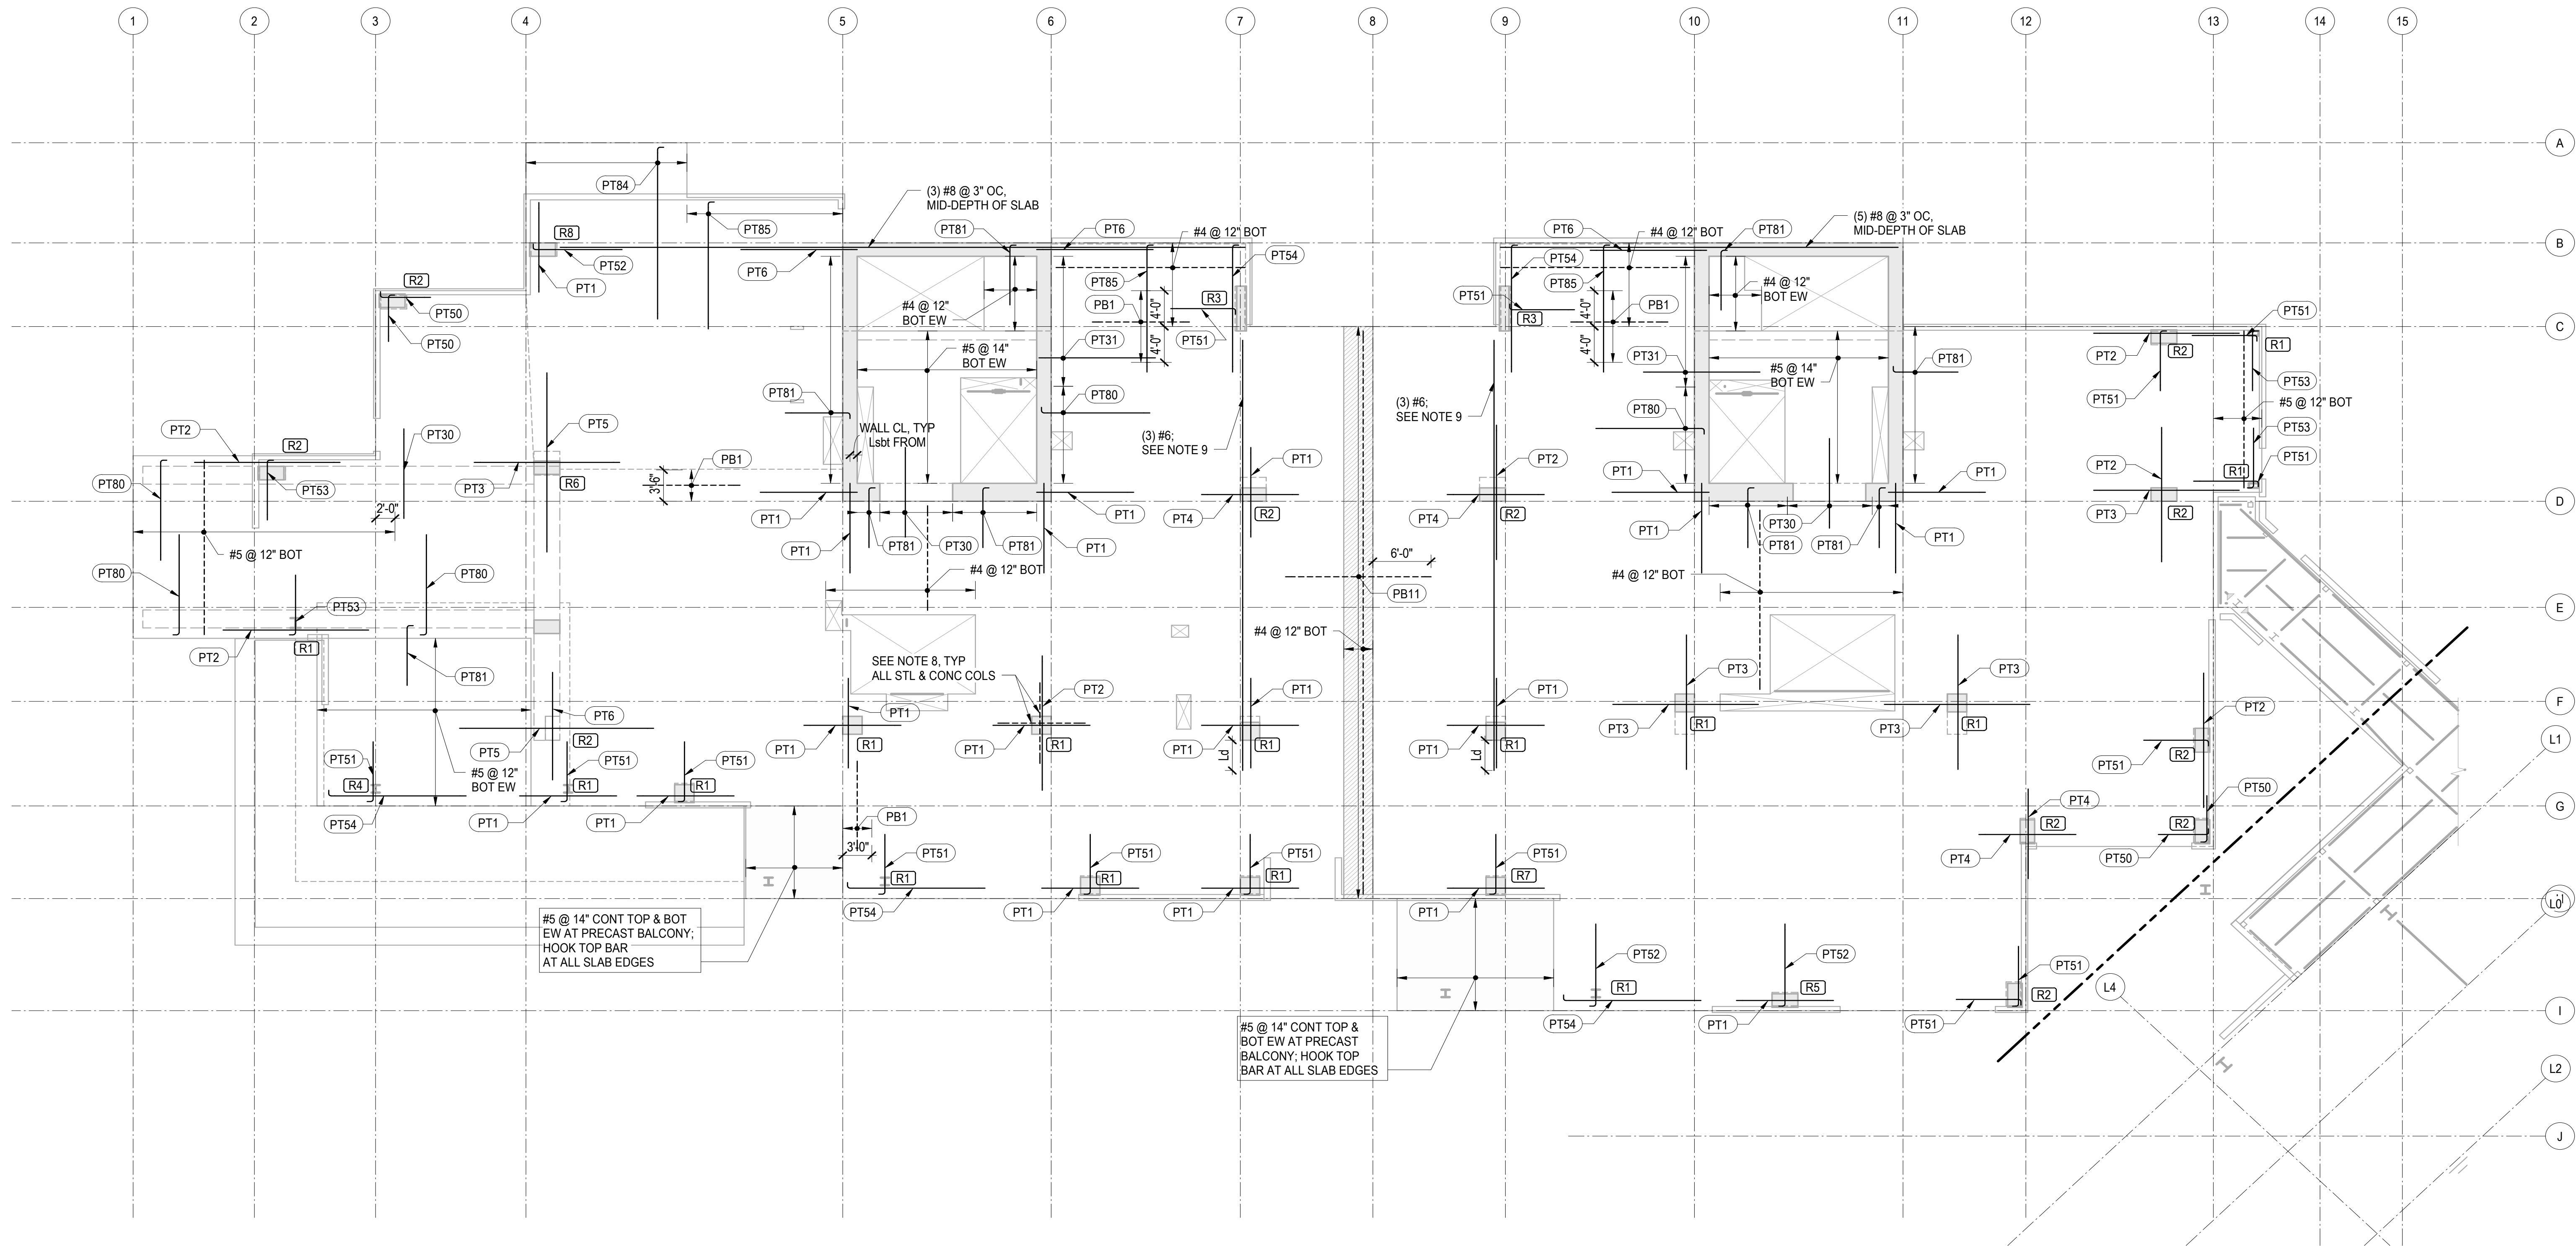 1 2 3 4 5 6 7 8 9 10 11 12 13 14 15
A
PT84
(3) #8 @ 3" OC,
MID-DEPTH OF SLAB
(5) #8 @ 3" OC,
MID-DEPTH OF SLAB
R8
PT85
PT81
PT6
#4 @ 12" BOT
PT6
#4 @ 12" BOT
PT81
B
PT52
PT6
PT54
PT54
R2
PT1
PT85
PT85
#4 @ 12"
BOT EW
#4 @ 12"
BOT EW
PT50
PB1
4'-0"
R3
PT51
R3
4'-0"
PB1
PT51
C
PT50
#5 @ 14"
BOT EW
PT31
4'-0"
PT51
4'-0"
PT31
#5 @ 14"
BOT EW
PT81
PT2
R2
R1
PT53
PT81
PT80
(3) #6;
SEE NOTE 9
PT80
PT51
#5 @ 12" BOT
PT2
R2
PT30
PT5
WALL CL, TYP
Lsbt FROM
(3) #6;
SEE NOTE 9
PT53
PT80
PT53
PT3
R6
3'-6"
PB1
PT1
PT2
PT1
PT1
PT2
R1
PT51
2'-0"
PT1
PT1
PT4
R2
PT4
R2
PT3
R2
D
#5 @ 12" BOT
PT1
PT81
PT30
PT81
PT1
PT1
PT30
PT81
PT81
PT1
6'-0"
PT80
PT80
#4 @ 12" BOT
PB11
#4 @ 12" BOT
PT53
E
R1
PT2
#4 @ 12" BOT
SEE NOTE 8, TYP
ALL STL & CONC COLS
PT81
PT3
PT3
PT2
PT1
PT1
F
PT6
PT1
PT3
R1
PT3
R1
PT2
PT5
R2
PT1
R1
PT1
R1
PT1
R1
PT1
R1
L1
PT51
R4
#5 @ 12"
BOT EW
PT51
R1
PT51
R1
Ld
Ld
PT51
R2
PT50
PT54
PT1
PT1
PB1
PT4
R2
R2
G
3'-0"
PT51
R1
PT51
R1
PT51
R1
PT51
R7
PT4
PT50
PT54
PT1
PT1
PT1
L0
#5 @ 14" CONT TOP & BOT
EW AT PRECAST BALCONY;
HOOK TOP BAR
AT ALL SLAB EDGES
PT52
PT52
PT51
R1
R5
R2
L4
PT54
PT1
PT51
I
#5 @ 14" CONT TOP &
BOT EW AT PRECAST
BALCONY; HOOK TOP
BAR AT ALL SLAB EDGES
L2
J